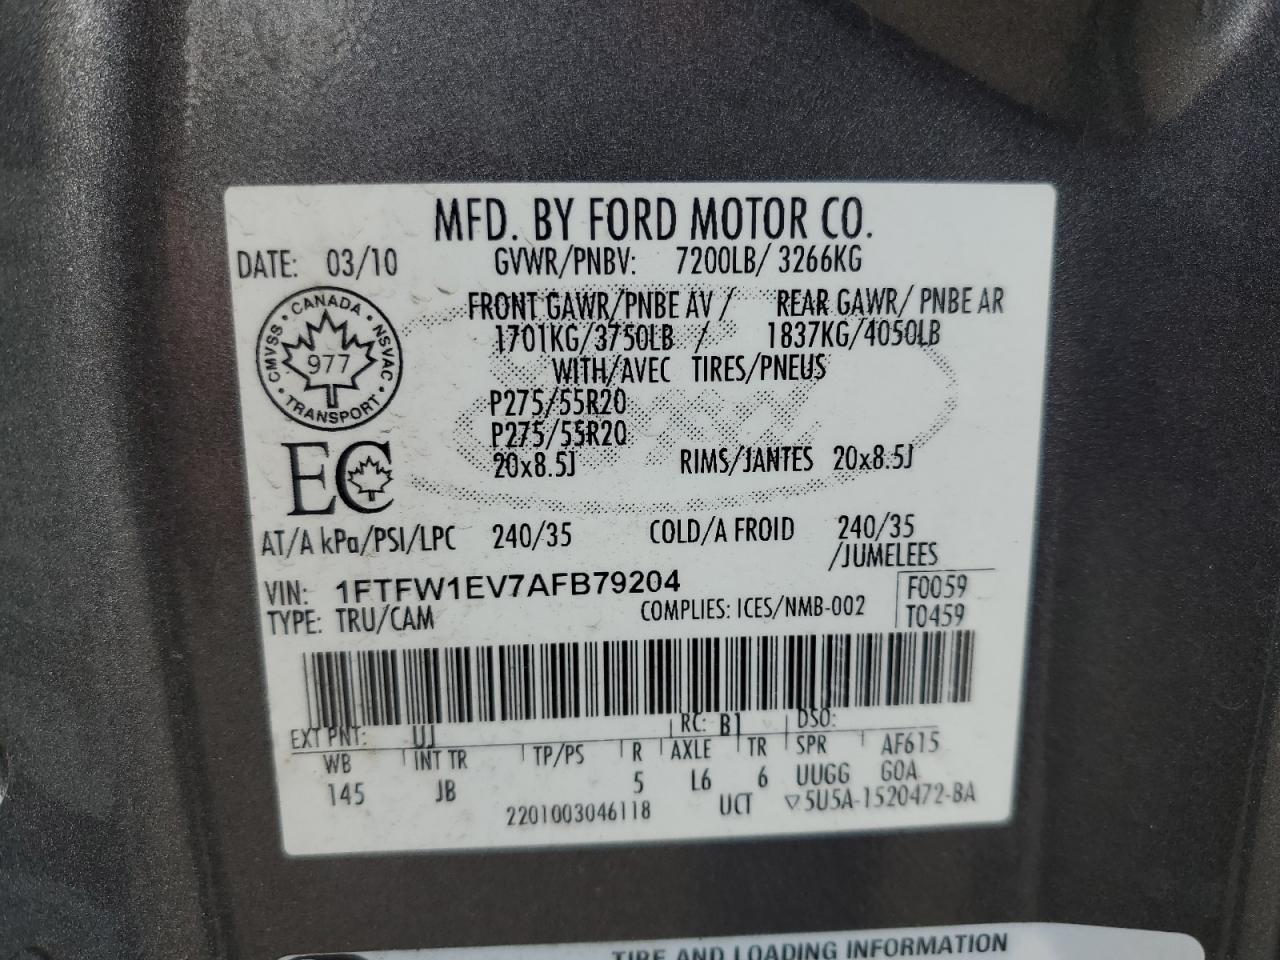 MFD. BY FORD MOTOR CO.
DATE: 03/10 GVWR/PNBV: 7200LB/ 3266KG
FRONT GAWR/PNBE AV / REAR GAWR/ PNBE AR
1701KG/3750LB / 1837KG/4050LB
WITH/AVEC TIRES/PNEUS
P275/55R20
P275/55R20
20x8.5J RIMS/JANTES 20x8.5J
CANADA · NSVAC · TRANSPORT · CMVSS ·
977
EC
AT/A kPa/PSI/LPC 240/35 COLD/A FROID 240/35
/JUMELEES
VIN: 1FTFW1EV7AFB79204 F0059
TYPE: TRU/CAM COMPLIES: ICES/NMB-002 T0459
EXT PNT: UJ RC: B1 DSO:
WB INT TR TP/PS R AXLE TR SPR AF615
145 JB 5 L6 6 UUGG GOA
2201003046118 UCT ▽5U5A-1520472-BA
TIRE AND LOADING INFORMATION